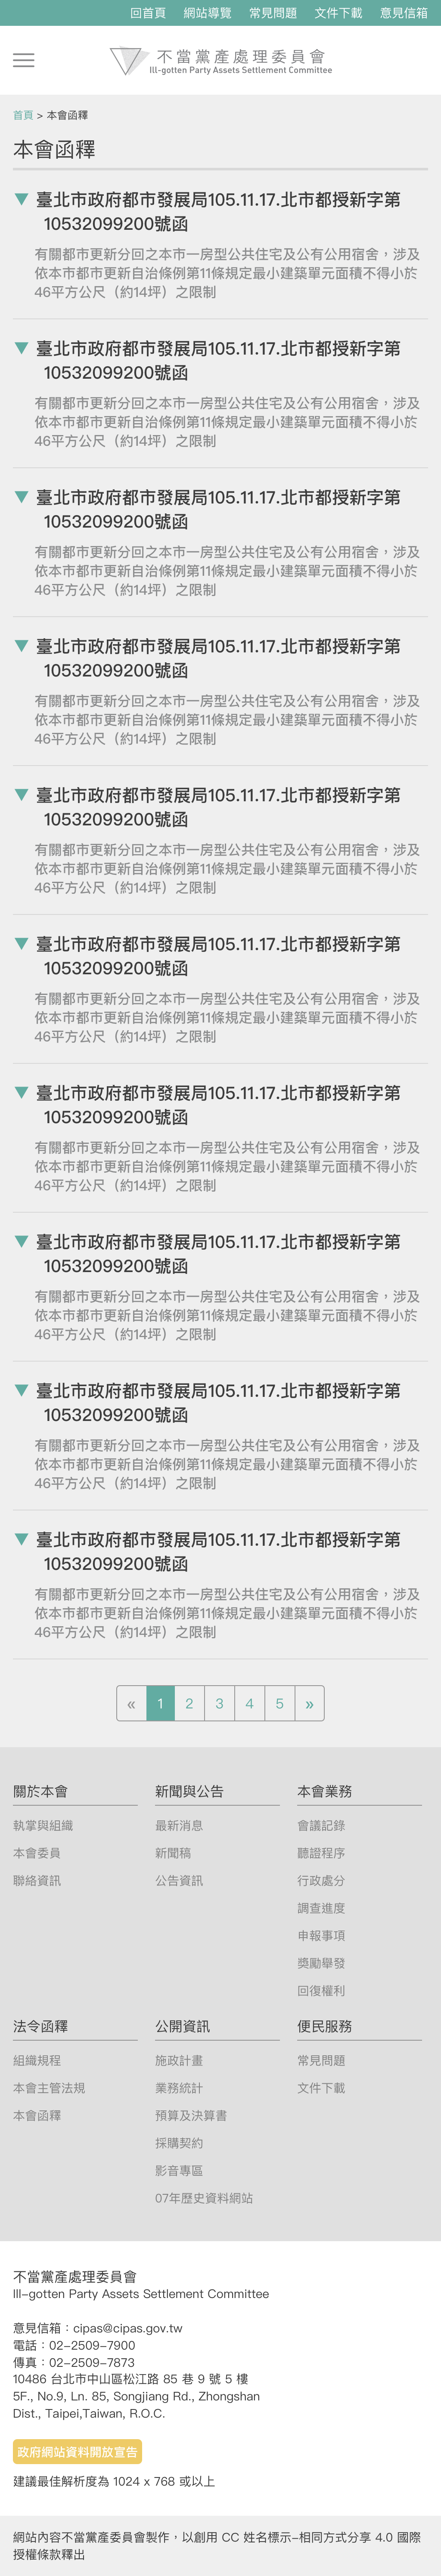 回首頁 網站導覽 常見問題 文件下載 意見信箱
不當黨產處理委員會
Ill-gotten Party Assets Settlement Committee
首頁 > 本會函釋
本會函釋
▼ 臺北市政府都市發展局105.11.17.北市都授新字第
10532099200號函
有關都市更新分回之本市一房型公共住宅及公有公用宿舍，涉及
依本市都市更新自治條例第11條規定最小建築單元面積不得小於
46平方公尺（約14坪）之限制
▼ 臺北市政府都市發展局105.11.17.北市都授新字第
10532099200號函
有關都市更新分回之本市一房型公共住宅及公有公用宿舍，涉及
依本市都市更新自治條例第11條規定最小建築單元面積不得小於
46平方公尺（約14坪）之限制
▼ 臺北市政府都市發展局105.11.17.北市都授新字第
10532099200號函
有關都市更新分回之本市一房型公共住宅及公有公用宿舍，涉及
依本市都市更新自治條例第11條規定最小建築單元面積不得小於
46平方公尺（約14坪）之限制
▼ 臺北市政府都市發展局105.11.17.北市都授新字第
10532099200號函
有關都市更新分回之本市一房型公共住宅及公有公用宿舍，涉及
依本市都市更新自治條例第11條規定最小建築單元面積不得小於
46平方公尺（約14坪）之限制
▼ 臺北市政府都市發展局105.11.17.北市都授新字第
10532099200號函
有關都市更新分回之本市一房型公共住宅及公有公用宿舍，涉及
依本市都市更新自治條例第11條規定最小建築單元面積不得小於
46平方公尺（約14坪）之限制
▼ 臺北市政府都市發展局105.11.17.北市都授新字第
10532099200號函
有關都市更新分回之本市一房型公共住宅及公有公用宿舍，涉及
依本市都市更新自治條例第11條規定最小建築單元面積不得小於
46平方公尺（約14坪）之限制
▼ 臺北市政府都市發展局105.11.17.北市都授新字第
10532099200號函
有關都市更新分回之本市一房型公共住宅及公有公用宿舍，涉及
依本市都市更新自治條例第11條規定最小建築單元面積不得小於
46平方公尺（約14坪）之限制
▼ 臺北市政府都市發展局105.11.17.北市都授新字第
10532099200號函
有關都市更新分回之本市一房型公共住宅及公有公用宿舍，涉及
依本市都市更新自治條例第11條規定最小建築單元面積不得小於
46平方公尺（約14坪）之限制
▼ 臺北市政府都市發展局105.11.17.北市都授新字第
10532099200號函
有關都市更新分回之本市一房型公共住宅及公有公用宿舍，涉及
依本市都市更新自治條例第11條規定最小建築單元面積不得小於
46平方公尺（約14坪）之限制
▼ 臺北市政府都市發展局105.11.17.北市都授新字第
10532099200號函
有關都市更新分回之本市一房型公共住宅及公有公用宿舍，涉及
依本市都市更新自治條例第11條規定最小建築單元面積不得小於
46平方公尺（約14坪）之限制
« 1 2 3 4 5 »
關於本會
執掌與組織
本會委員
聯絡資訊
新聞與公告
最新消息
新聞稿
公告資訊
本會業務
會議記錄
聽證程序
行政處分
調查進度
申報事項
獎勵舉發
回復權利
法令函釋
組織規程
本會主管法規
本會函釋
公開資訊
施政計畫
業務統計
預算及決算書
採購契約
影音專區
07年歷史資料網站
便民服務
常見問題
文件下載
不當黨產處理委員會
Ill-gotten Party Assets Settlement Committee
意見信箱：cipas@cipas.gov.tw
電話：02-2509-7900
傳真：02-2509-7873
10486 台北市中山區松江路 85 巷 9 號 5 樓
5F., No.9, Ln. 85, Songjiang Rd., Zhongshan
Dist., Taipei,Taiwan, R.O.C.
政府網站資料開放宣告
建議最佳解析度為 1024 x 768 或以上
網站內容不當黨產委員會製作，以創用 CC 姓名標示-相同方式分享 4.0 國際
授權條款釋出